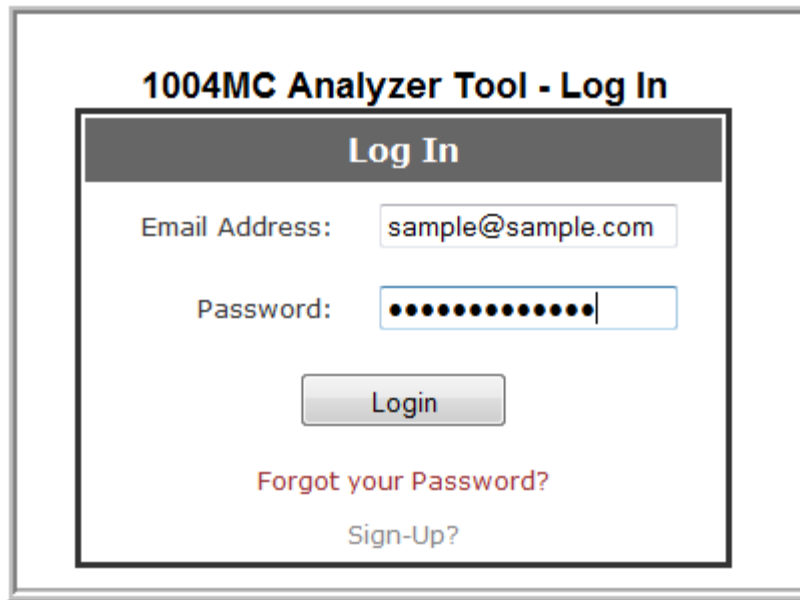 1004MC Analyzer Tool - Log In
Log In
Email Address: sample@sample.com
Password: •••••••••••••
Login
Forgot your Password?
Sign-Up?